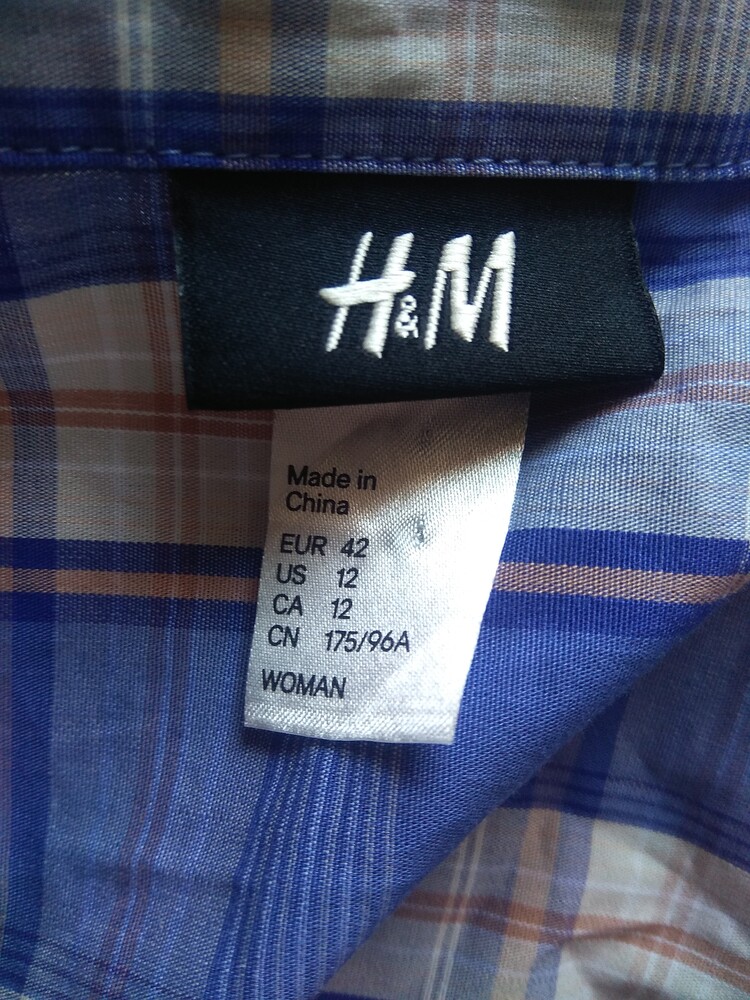 H&M
Made in
China
EUR 42
US 12
CA 12
CN 175/96A
WOMAN